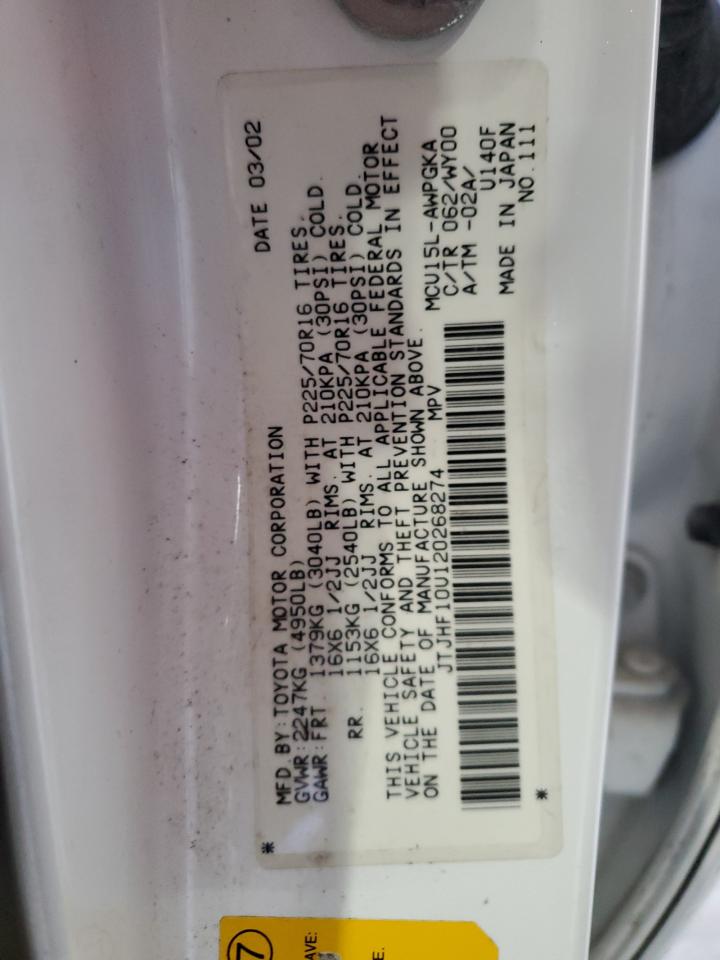 DATE 03/02
MFD. BY: TOYOTA MOTOR CORPORATION
GVWR: 2247KG (4950LB)
GAWR: FRT. 1379KG (3040LB) WITH P225/70R16 TIRES,
16X6 1/2JJ RIMS, AT 210KPA (30PSI) COLD.
RR. 1153KG (2540LB) WITH P225/70R16 TIRES,
16X6 1/2JJ RIMS, AT 210KPA (30PSI) COLD.
THIS VEHICLE CONFORMS TO ALL APPLICABLE FEDERAL MOTOR
VEHICLE SAFETY AND THEFT PREVENTION STANDARDS IN EFFECT
ON THE DATE OF MANUFACTURE SHOWN ABOVE.
JTJHF10U120268274 MPV
MCU15L-AWPGKA
C/TR 062/WY00
A/TM -02A/
U140F
MADE IN JAPAN
NO.111
* *
7
AVE:
E.